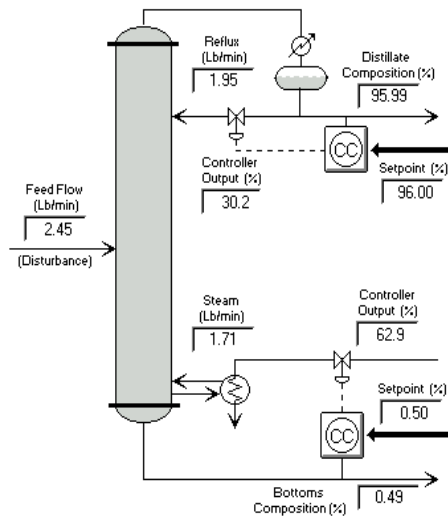 Reflux
(Lb/min)
1.95
Distillate
Composition (%)
95.99
CC
Controller
Output (%)
30.2
Setpoint (%)
96.00
Feed Flow
(Lb/min)
2.45
(Disturbance)
Steam
(Lb/min)
1.71
Controller
Output (%)
62.9
Setpoint (%)
0.50
CC
Bottoms
Composition (%)
0.49